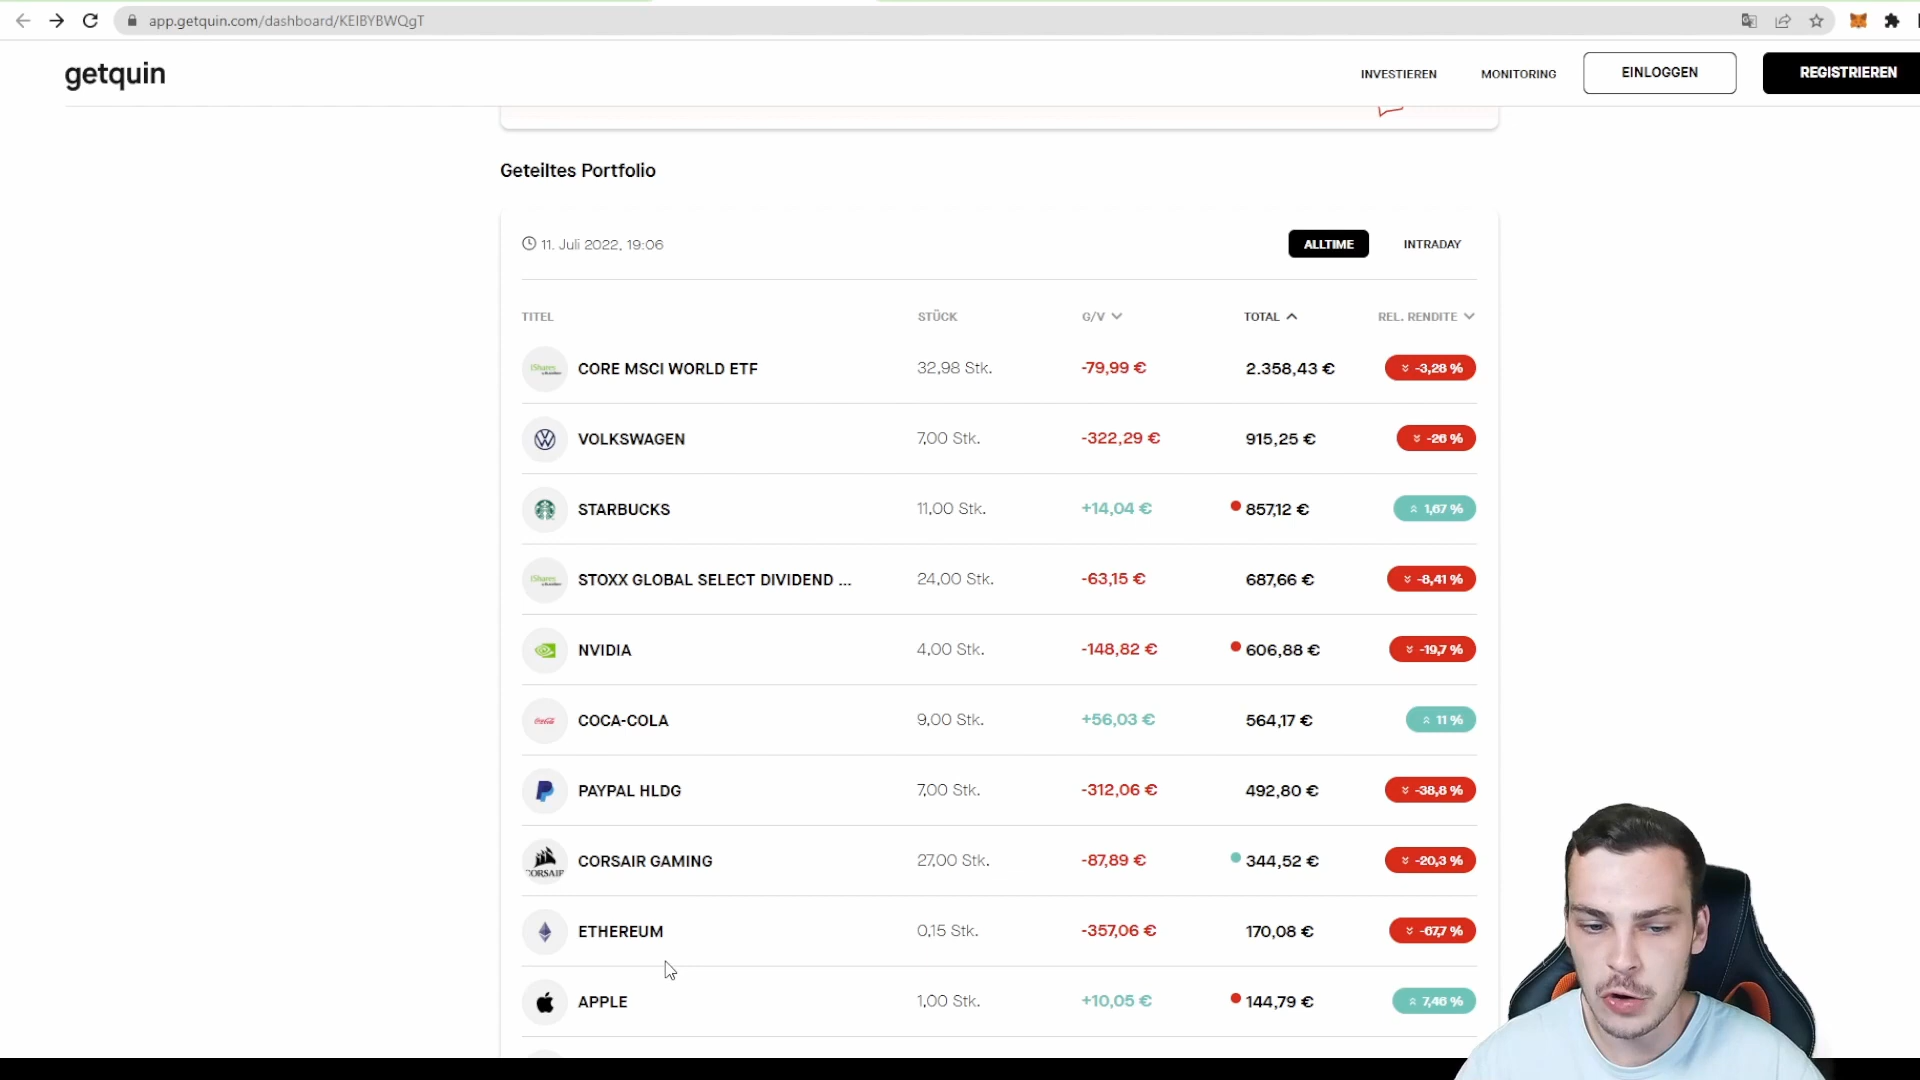 app.getquin.com/dashboard/KEIBYBWQgT
getquin
INVESTIEREN
MONITORING
EINLOGGEN
REGISTRIEREN
Geteiltes Portfolio
11. Juli 2022, 19:06
ALLTIME
INTRADAY
TITEL STÜCK G/V TOTAL REL. RENDITE
iShares CORE MSCI WORLD ETF 32,98 Stk. -79,99 € 2.358,43 € -3,28 %
VOLKSWAGEN 7,00 Stk. -322,29 € 915,25 € -26 %
STARBUCKS 11,00 Stk. +14,04 € 857,12 € 1,67 %
iShares STOXX GLOBAL SELECT DIVIDEND ... 24,00 Stk. -63,15 € 687,66 € -8,41 %
NVIDIA 4,00 Stk. -148,82 € 606,88 € -19,7 %
Coca-Cola COCA-COLA 9,00 Stk. +56,03 € 564,17 € 11 %
PAYPAL HLDG 7,00 Stk. -312,06 € 492,80 € -38,8 %
CORSAIR CORSAIR GAMING 27,00 Stk. -87,89 € 344,52 € -20,3 %
ETHEREUM 0,15 Stk. -357,06 € 170,08 € -67,7 %
APPLE 1,00 Stk. +10,05 € 144,79 € 7,46 %